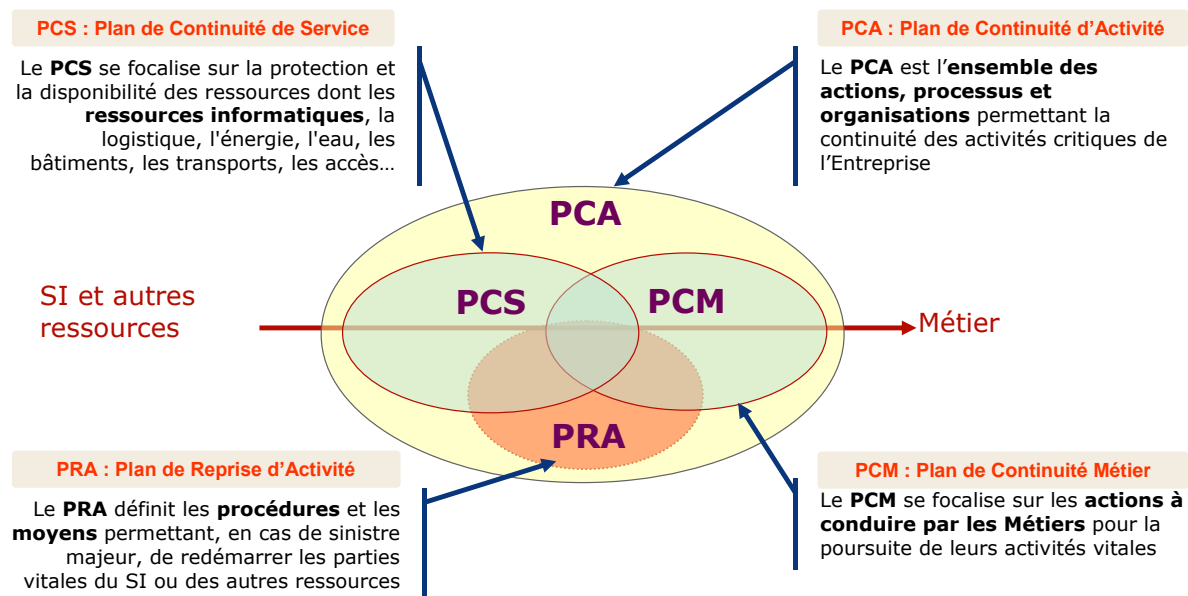 PCS : Plan de Continuité de Service
Le PCS se focalise sur la protection et
la disponibilité des ressources dont les
ressources informatiques, la
logistique, l'énergie, l'eau, les
bâtiments, les transports, les accès…
PCA : Plan de Continuité d’Activité
Le PCA est l’ensemble des
actions, processus et
organisations permettant la
continuité des activités critiques de
l’Entreprise
PCA
PCS
PCM
SI et autres
ressources
Métier
PRA
PRA : Plan de Reprise d’Activité
Le PRA définit les procédures et les
moyens permettant, en cas de sinistre
majeur, de redémarrer les parties
vitales du SI ou des autres ressources
PCM : Plan de Continuité Métier
Le PCM se focalise sur les actions à
conduire par les Métiers pour la
poursuite de leurs activités vitales